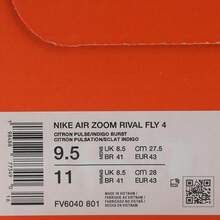 NIKE AIR ZOOM RIVAL FLY 4
CITRON PULSE/INDIGO BURST
CITRON PULSATION/ECLAT INDIGO
9.5 UK 8.5 CM 27.5
BR 41 EUR 43
11 UK 8.5 CM 28
BR 41 EUR 43
FV6040 801
MADE IN VIETNAM